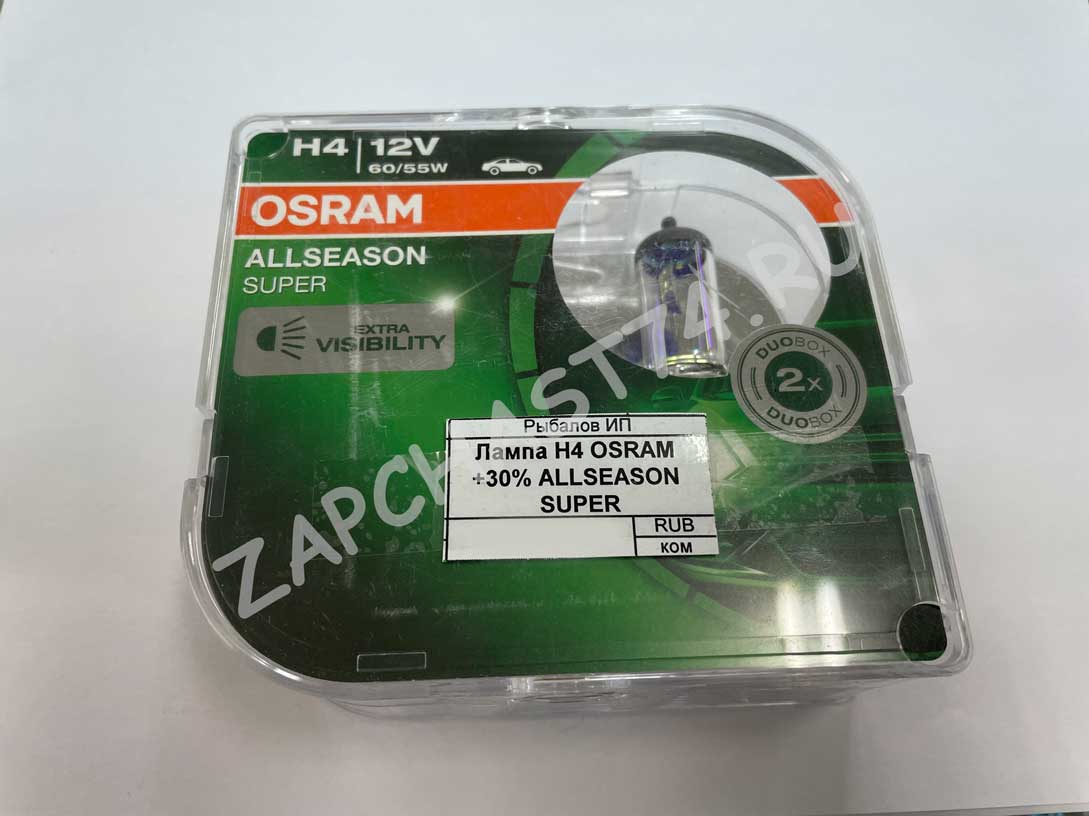 H4 12V
60/55W
OSRAM
ALLSEASON
SUPER
EXTRA
VISIBILITY
DUOBOX
2x
DUOBOX
Рыбалов ИП
Лампа H4 OSRAM
+30% ALLSEASON
SUPER
RUB
КОМ
ZAPCHAST74.RU